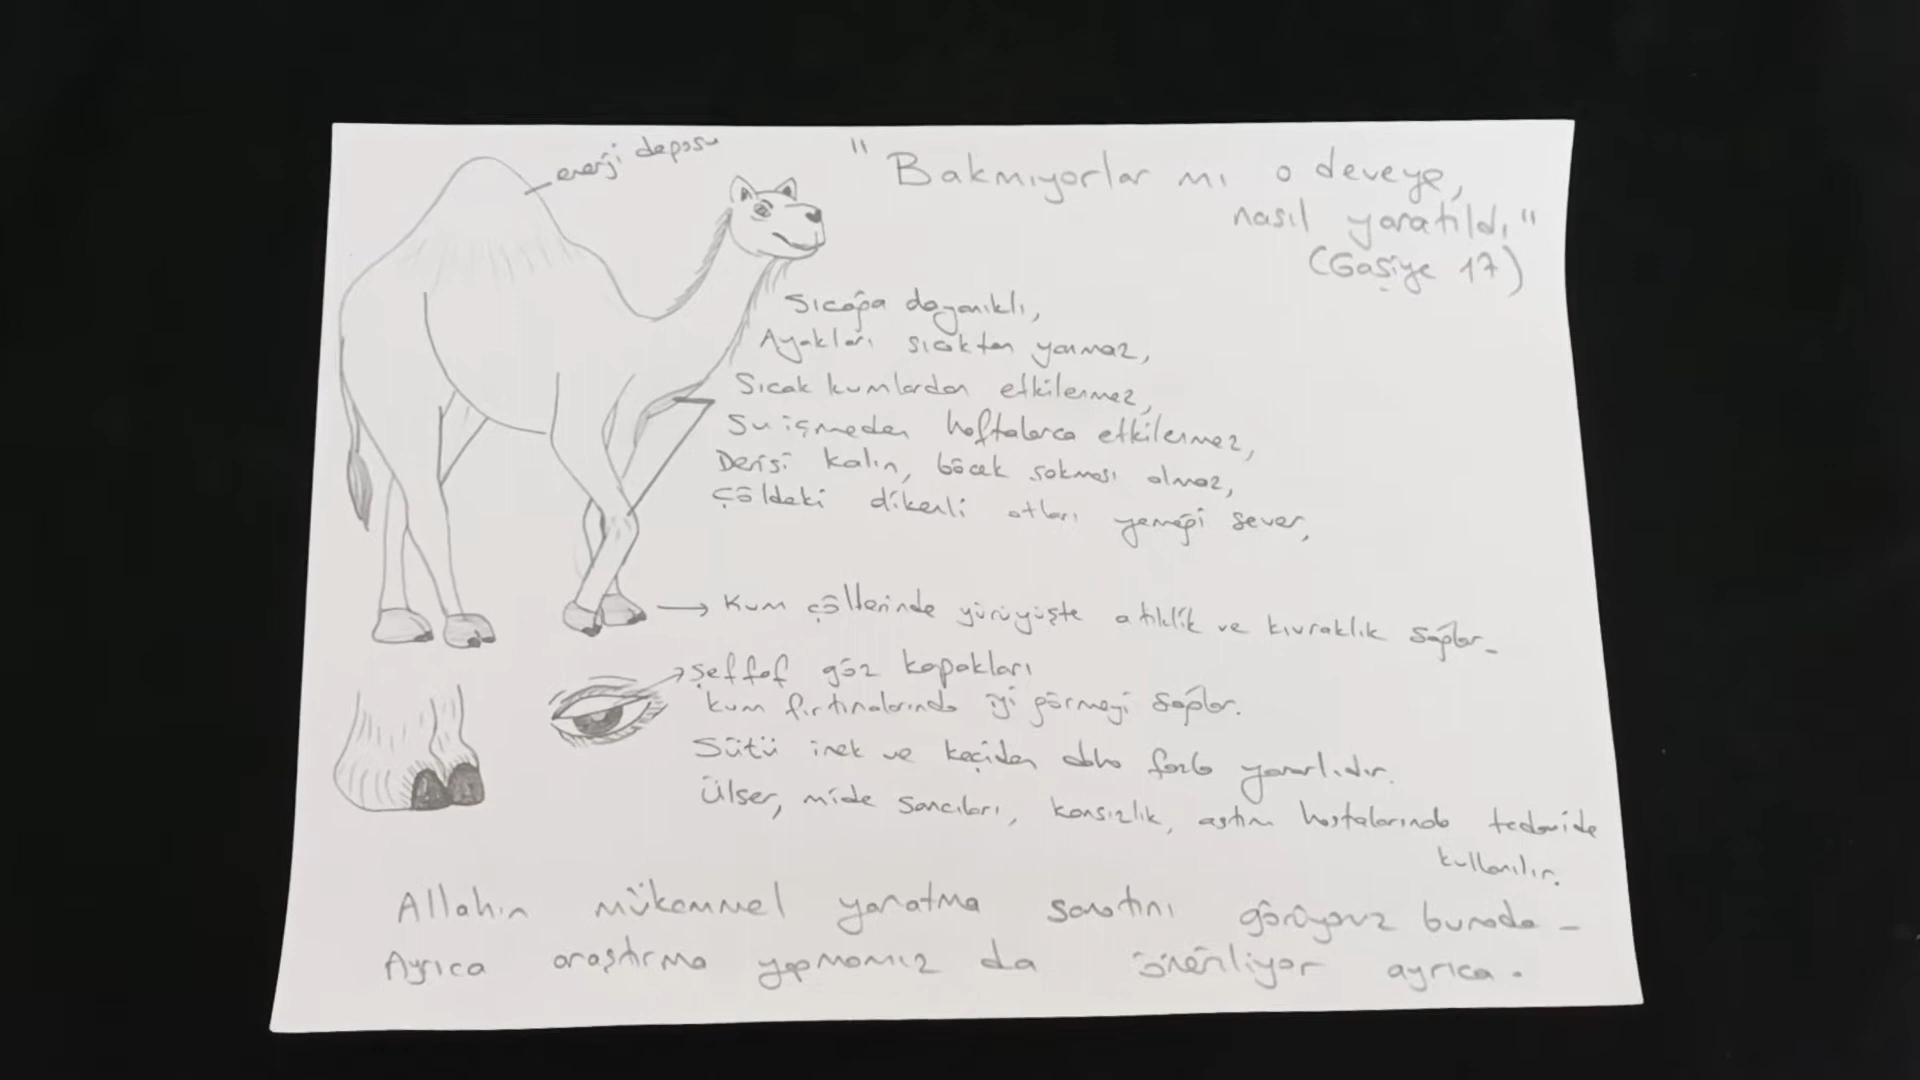 enerji deposu
" Bakmıyorlar mı o deveye,
nasıl yaratıldı"
(Gaşiye 17)
Sıcağa dayanıklı,
Ayakları sıcaktan yanmaz,
Sıcak kumlardan etkilenmez,
Su içmeden haftalarca etkilenmez,
Derisi kalın, böcek sokması olmaz,
Çöldeki dikenli otları yemeği sever,
→ Kum çöllerinde yürüyüşte atiklik ve kıvraklık sağlar_
→ Şeffaf göz kapakları
kum fırtınalarında iyi görmeyi sağlar.
Sütü inek ve keçiden daha fazla yararlıdır.
Ülser, mide sancıları, kansızlık, astım hastalarında tedavide
kullanılır.
Allahın mükemmel yaratma sanatını görüyoruz burada _
Ayrıca araştırma yapmamız da öneriliyor ayrıca.